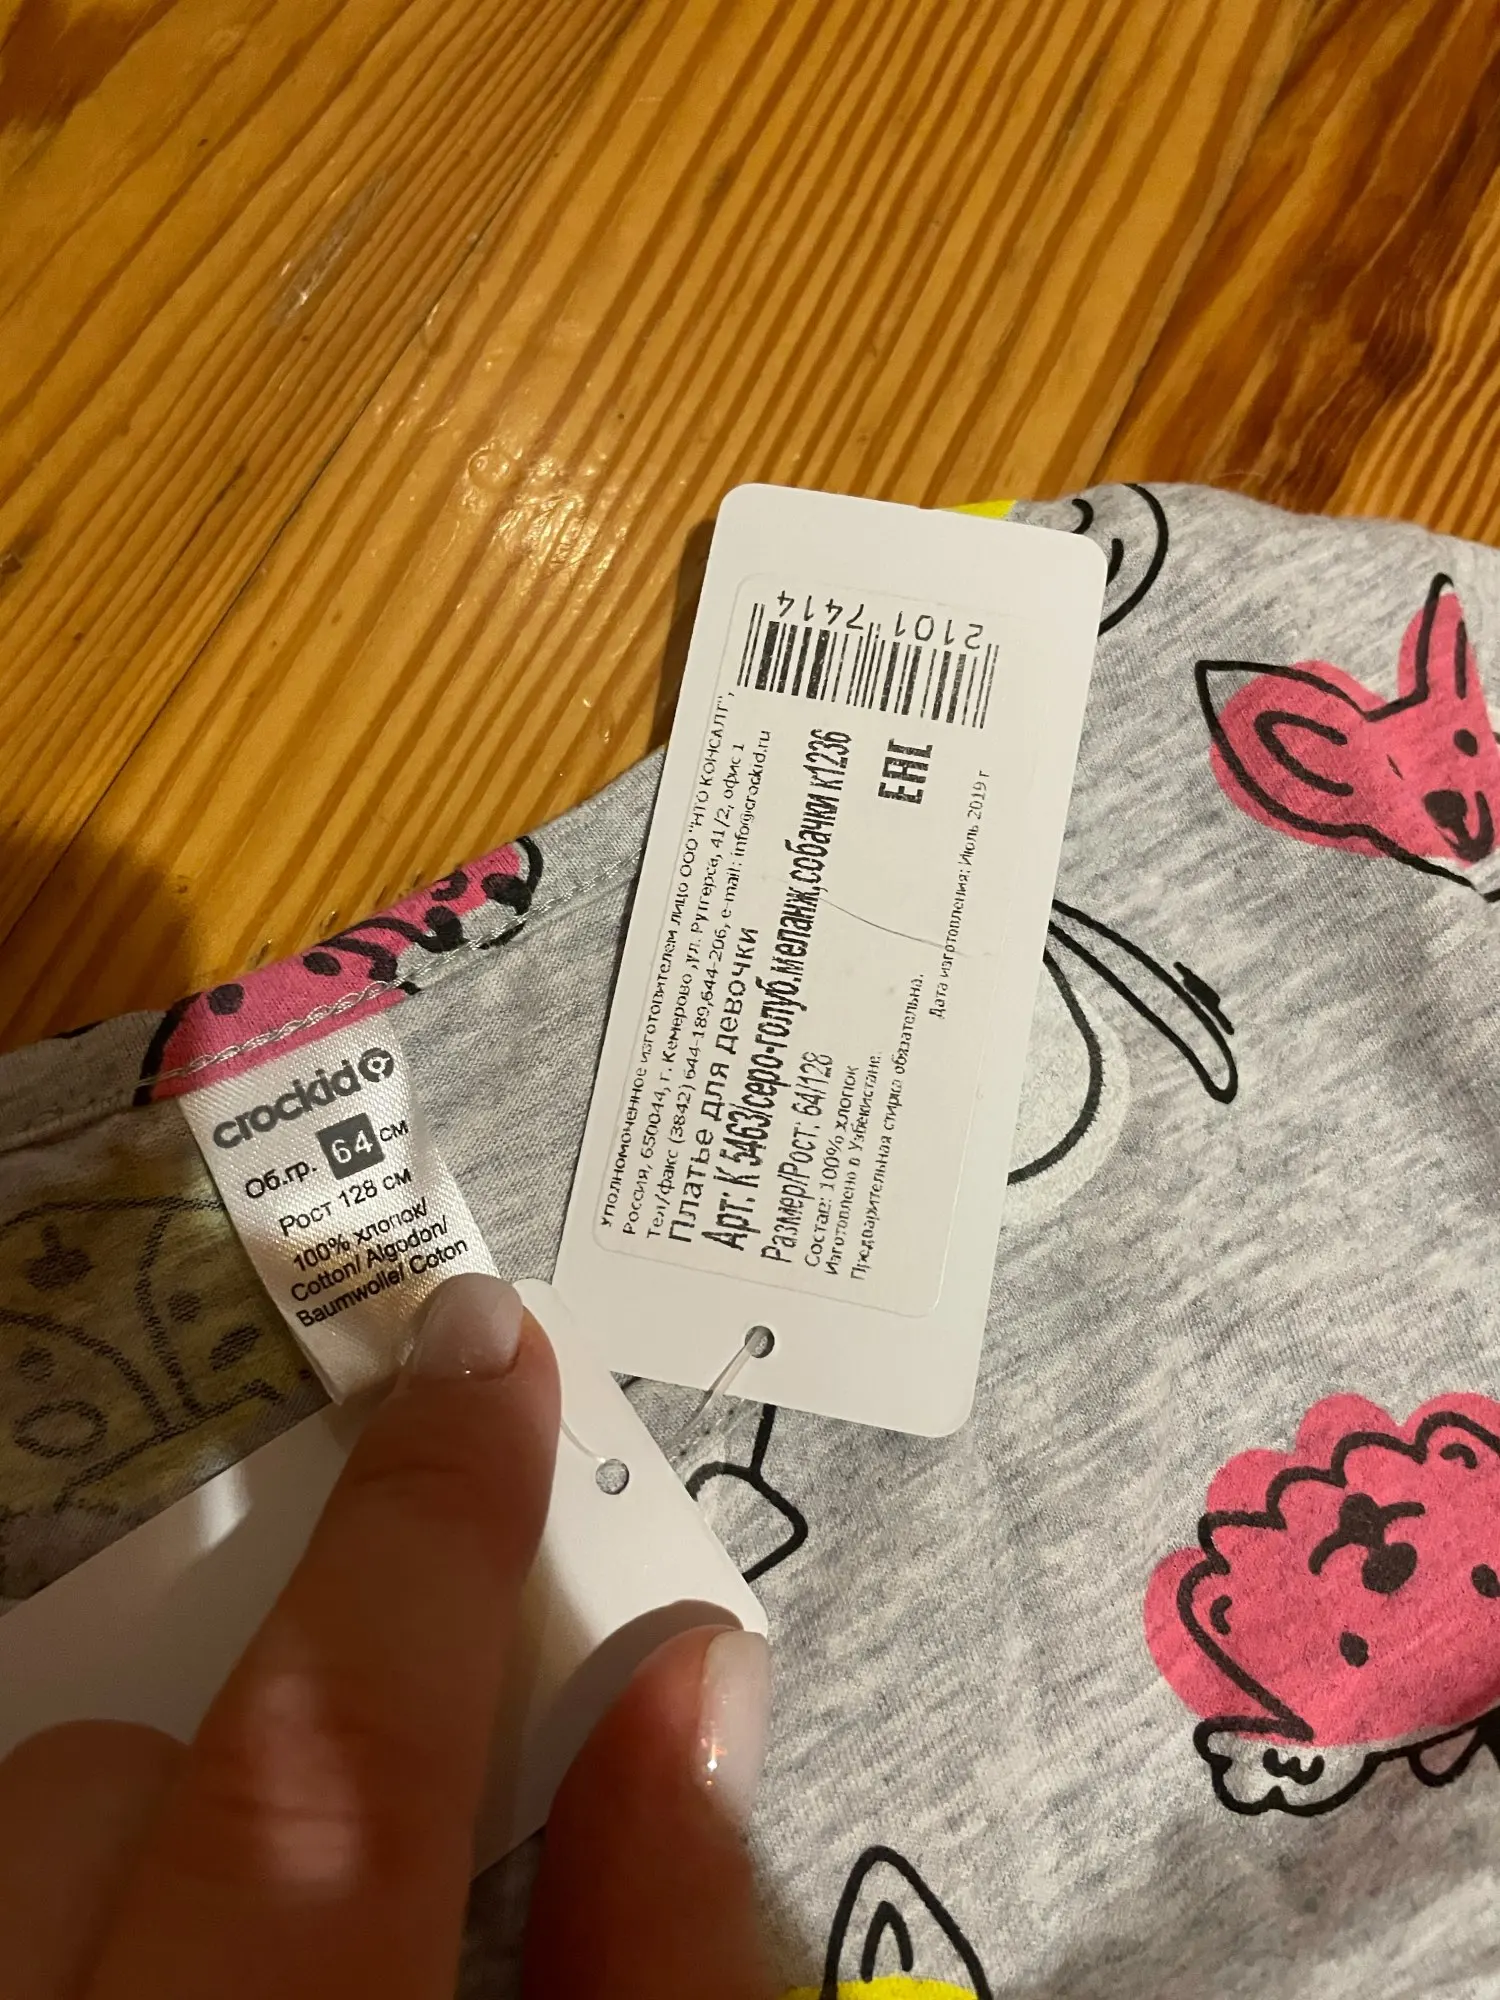 crockid
Об.гр. 64 см
Рост 128 см
100% хлопок/
Cotton/ Algodon/
Baumwolle/ Coton
Уполномоченное изготовителем лицо ООО "НТО КОНСАЛТ",
Россия, 650044, г. Кемерово ,ул. Рутгерса, 41/2, офис 1
Тел/факс (3842) 644-189,644-206, e-mail: info@crockid.ru
Платье для девочки
Арт: К 5463/серо-голуб.меланж,собачки к1236
Размер/Рост: 64/128
Состав: 100% хлопок
Изготовлено в Узбекистане.
Предварительная стирка обязательна.
Дата изготовления: Июль 2019 г
EAC
2101 7414